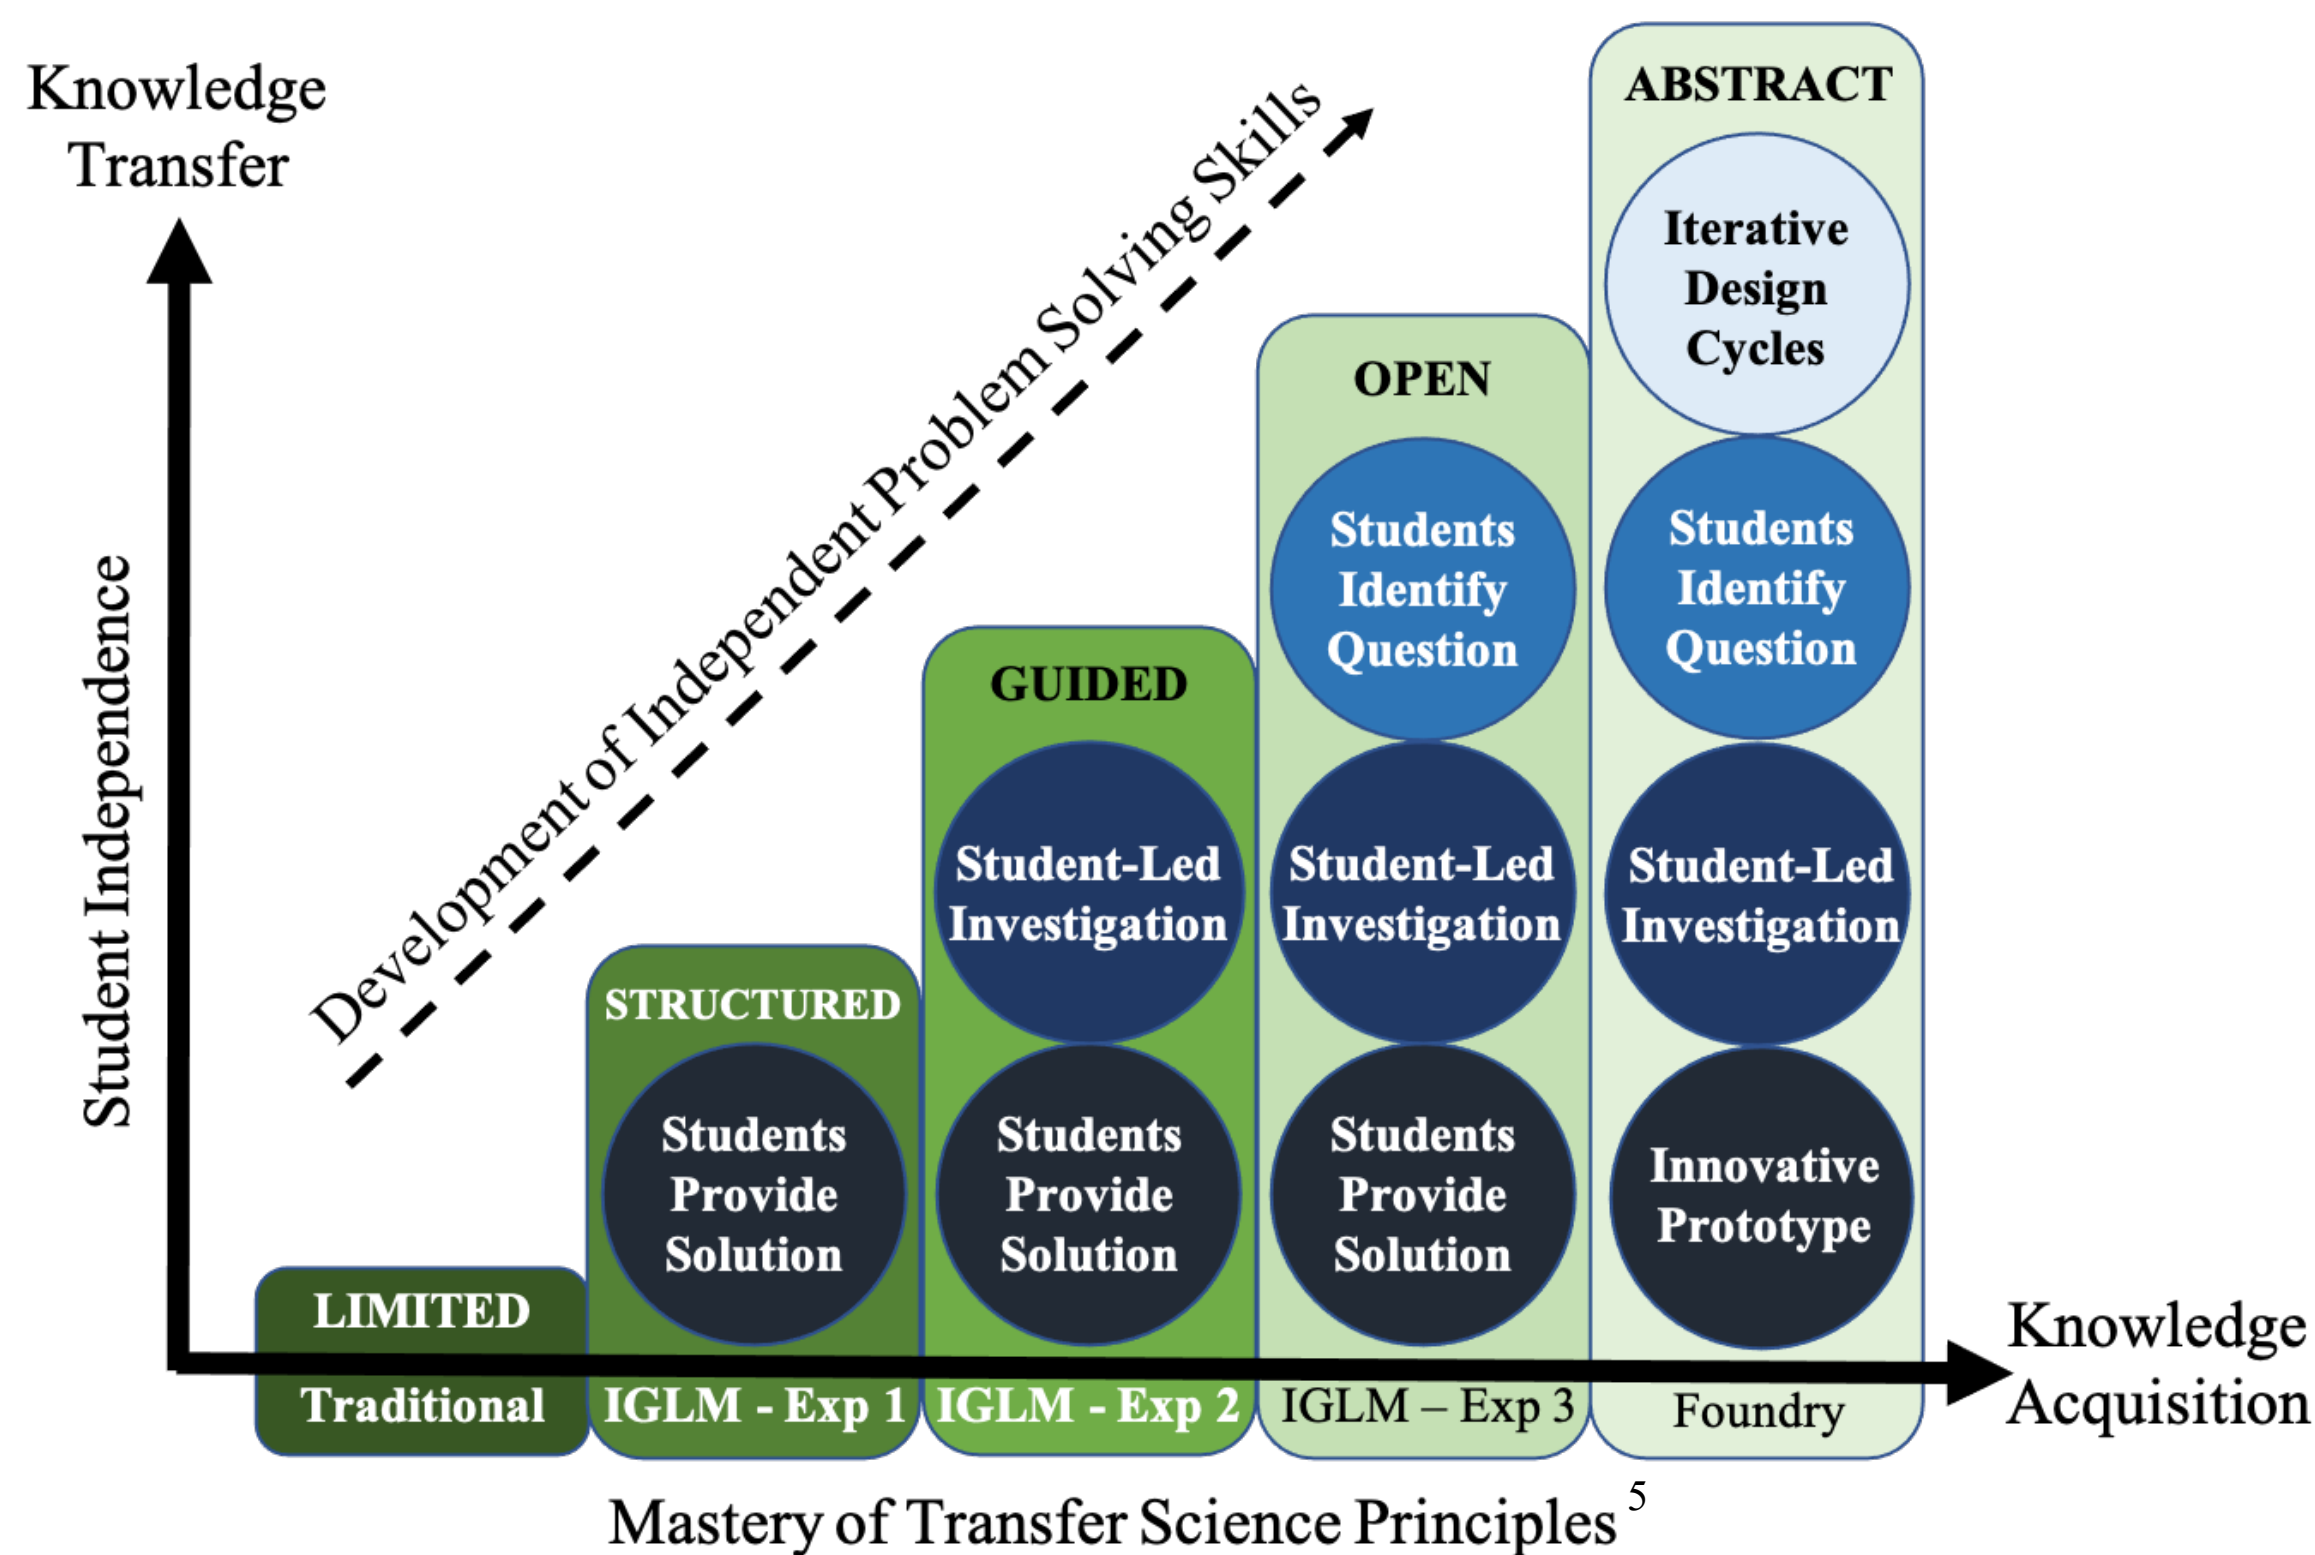 Knowledge
Transfer
Student Independence
Development of Independent Problem Solving Skills
LIMITED
Traditional
STRUCTURED
Students
Provide
Solution
IGLM - Exp 1
GUIDED
Student-Led
Investigation
Students
Provide
Solution
IGLM - Exp 2
OPEN
Students
Identify
Question
Student-Led
Investigation
Students
Provide
Solution
IGLM – Exp 3
ABSTRACT
Iterative
Design
Cycles
Students
Identify
Question
Student-Led
Investigation
Innovative
Prototype
Foundry
Knowledge
Acquisition
Mastery of Transfer Science Principles 5